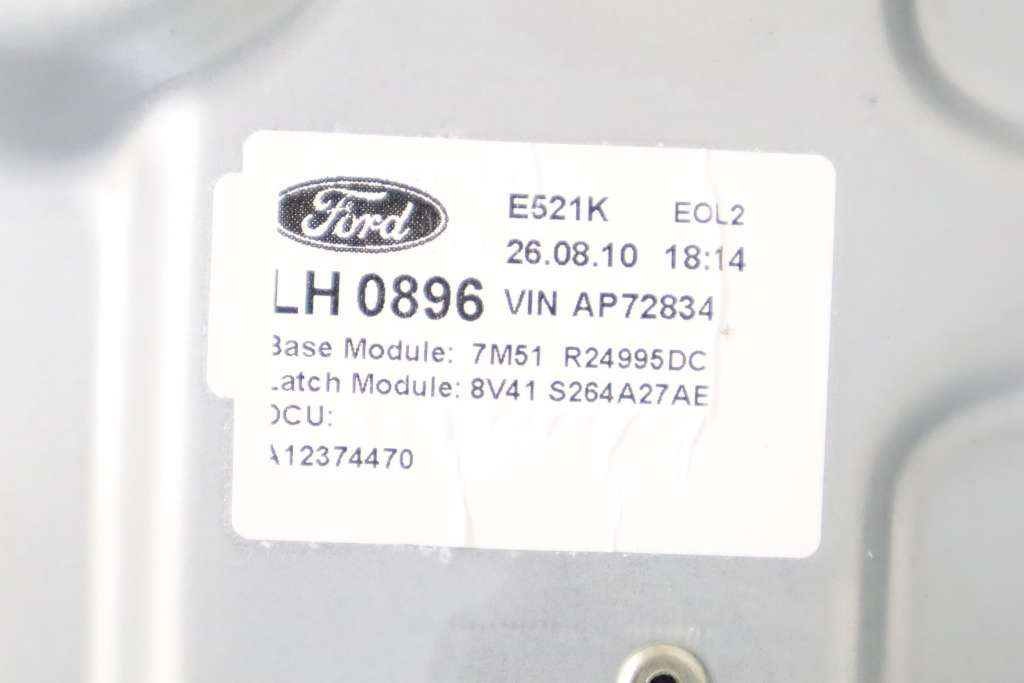 Ford
E521K EOL2
26.08.10 18:14
LH 0896 VIN AP72834
Base Module: 7M51 R24995DC
Latch Module: 8V41 S264A27AE
DCU:
A12374470